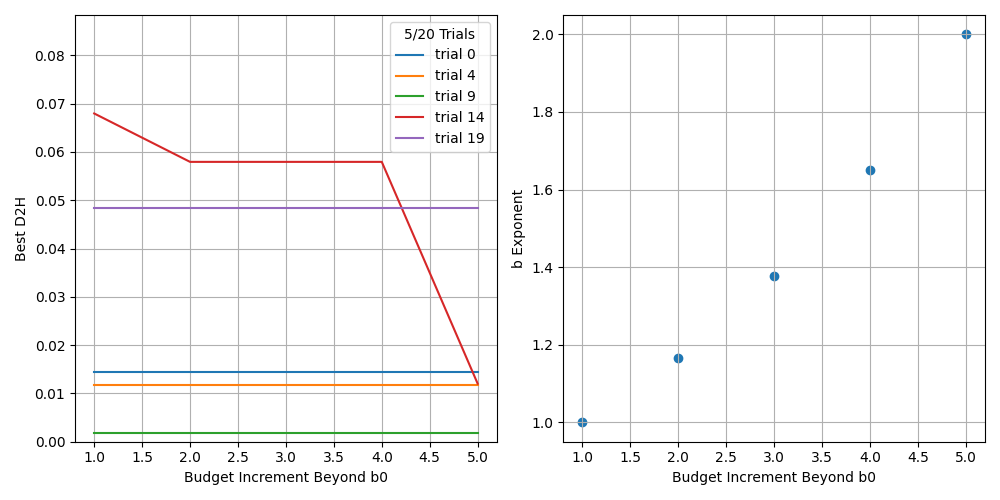 Best D2H
0.08
0.07
0.06
0.05
0.04
0.03
0.02
0.01
0.00
5/20 Trials
trial 0
trial 4
trial 9
trial 14
trial 19
1.0 1.5 2.0 2.5 3.0 3.5 4.0 4.5 5.0
Budget Increment Beyond b0
b Exponent
2.0
1.8
1.6
1.4
1.2
1.0
1.0 1.5 2.0 2.5 3.0 3.5 4.0 4.5 5.0
Budget Increment Beyond b0